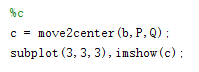 %c
c = move2center(b,P,Q);
subplot(3,3,3),imshow(c);